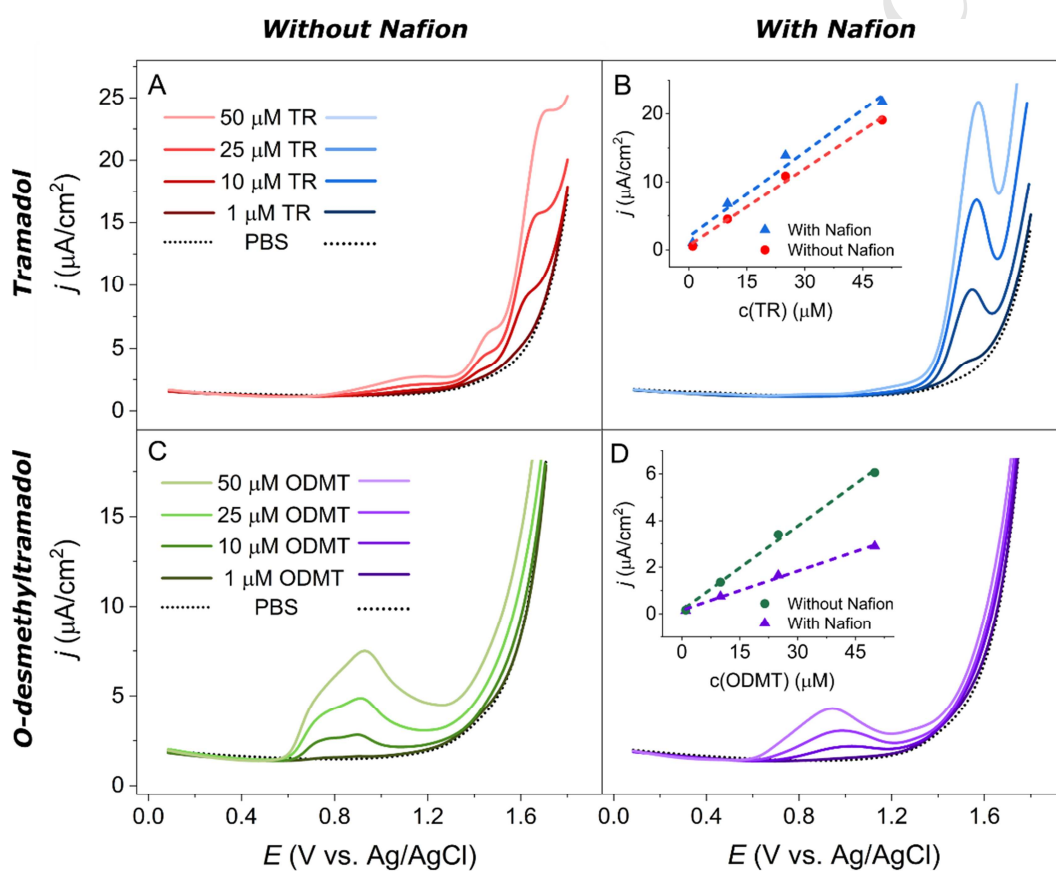 Without Nafion
With Nafion
Tramadol
j (μA/cm²)
25
20
15
10
5
0
A
50 μM TR
25 μM TR
10 μM TR
1 μM TR
PBS
B
j (μA/cm²)
20
10
0
With Nafion
Without Nafion
0 15 30 45
c(TR) (μM)
O-desmethyltramadol
j (μA/cm²)
15
10
5
0
C
50 μM ODMT
25 μM ODMT
10 μM ODMT
1 μM ODMT
PBS
D
j (μA/cm²)
6
4
2
0
Without Nafion
With Nafion
0 15 30 45
c(ODMT) (μM)
0.0 0.4 0.8 1.2 1.6
0.0 0.4 0.8 1.2 1.6
E (V vs. Ag/AgCl)
E (V vs. Ag/AgCl)